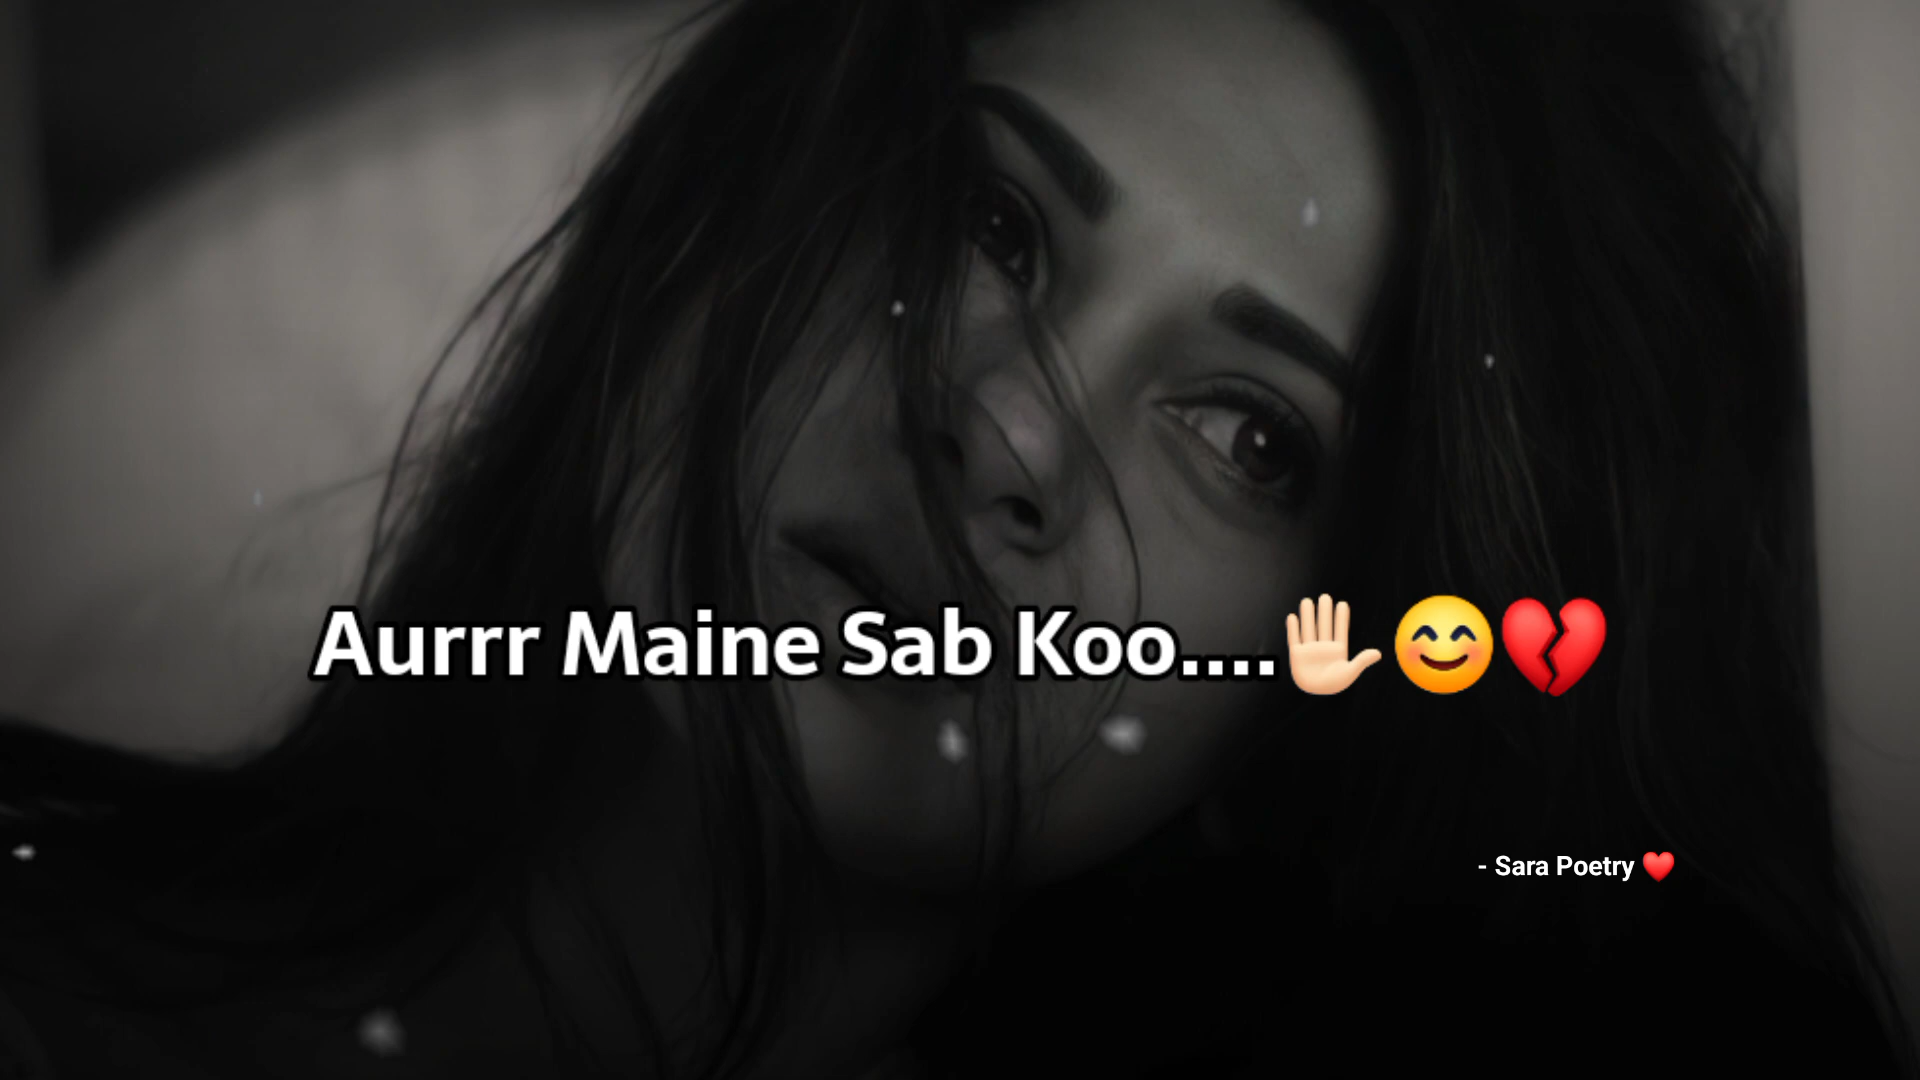 Aurrr Maine Sab Koo....🖐🏻😊💔
- Sara Poetry ♥️